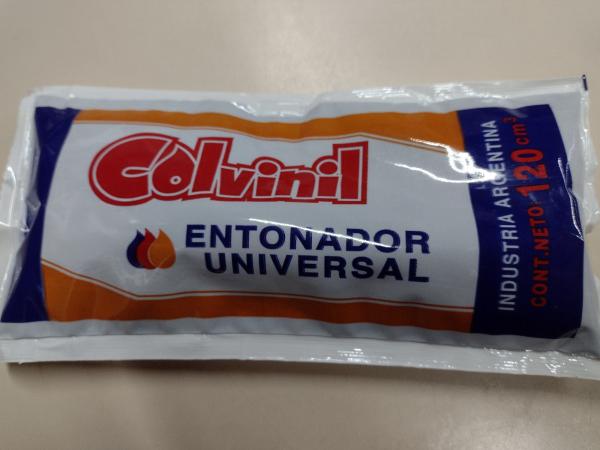 Colvinil
ENTONADOR
UNIVERSAL
INDUSTRIA ARGENTINA
CONT.NETO 120 cm³